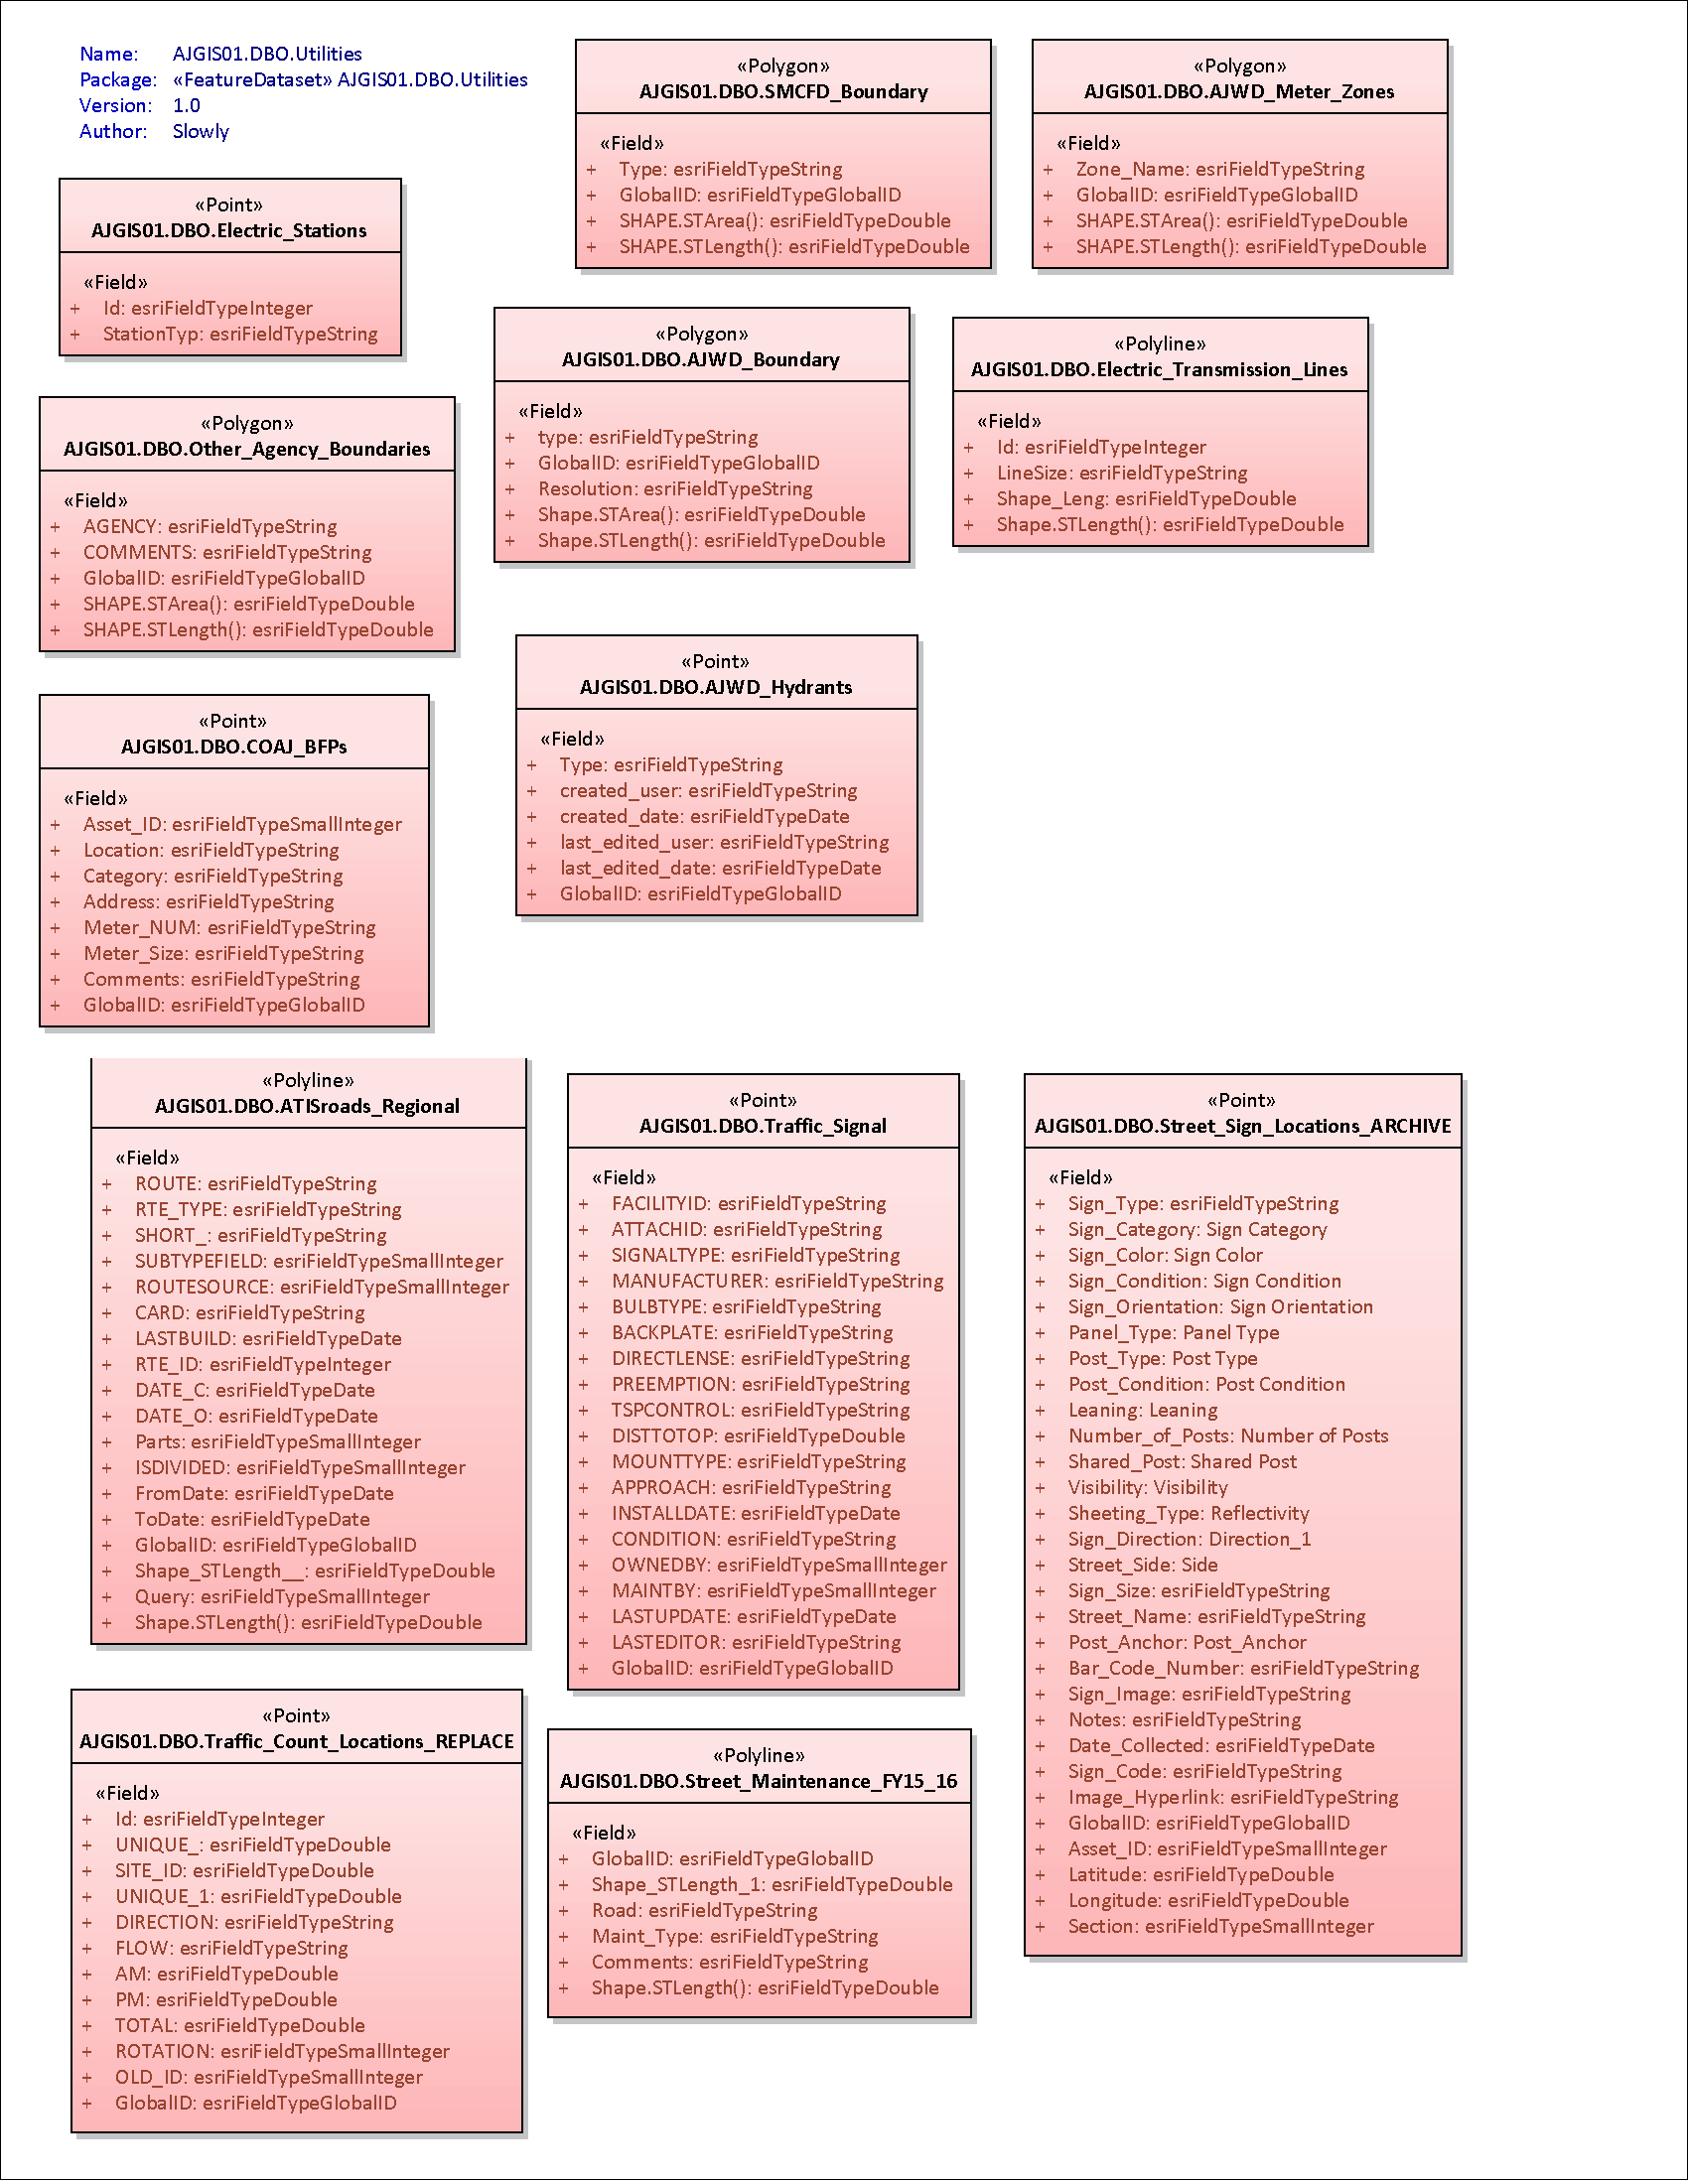 Name: AJGIS01.DBO.Utilities
Package: «FeatureDataset» AJGIS01.DBO.Utilities
Version: 1.0
Author: Slowly
«Polygon»
AJGIS01.DBO.SMCFD_Boundary
«Field»
+ Type: esriFieldTypeString
+ GlobalID: esriFieldTypeGlobalID
+ SHAPE.STArea(): esriFieldTypeDouble
+ SHAPE.STLength(): esriFieldTypeDouble
«Polygon»
AJGIS01.DBO.AJWD_Meter_Zones
«Field»
+ Zone_Name: esriFieldTypeString
+ GlobalID: esriFieldTypeGlobalID
+ SHAPE.STArea(): esriFieldTypeDouble
+ SHAPE.STLength(): esriFieldTypeDouble
«Point»
AJGIS01.DBO.Electric_Stations
«Field»
+ Id: esriFieldTypeInteger
+ StationTyp: esriFieldTypeString
«Polygon»
AJGIS01.DBO.AJWD_Boundary
«Field»
+ type: esriFieldTypeString
+ GlobalID: esriFieldTypeGlobalID
+ Resolution: esriFieldTypeString
+ Shape.STArea(): esriFieldTypeDouble
+ Shape.STLength(): esriFieldTypeDouble
«Polyline»
AJGIS01.DBO.Electric_Transmission_Lines
«Field»
+ Id: esriFieldTypeInteger
+ LineSize: esriFieldTypeString
+ Shape_Leng: esriFieldTypeDouble
+ Shape.STLength(): esriFieldTypeDouble
«Polygon»
AJGIS01.DBO.Other_Agency_Boundaries
«Field»
+ AGENCY: esriFieldTypeString
+ COMMENTS: esriFieldTypeString
+ GlobalID: esriFieldTypeGlobalID
+ SHAPE.STArea(): esriFieldTypeDouble
+ SHAPE.STLength(): esriFieldTypeDouble
«Point»
AJGIS01.DBO.AJWD_Hydrants
«Field»
+ Type: esriFieldTypeString
+ created_user: esriFieldTypeString
+ created_date: esriFieldTypeDate
+ last_edited_user: esriFieldTypeString
+ last_edited_date: esriFieldTypeDate
+ GlobalID: esriFieldTypeGlobalID
«Point»
AJGIS01.DBO.COAJ_BFPs
«Field»
+ Asset_ID: esriFieldTypeSmallInteger
+ Location: esriFieldTypeString
+ Category: esriFieldTypeString
+ Address: esriFieldTypeString
+ Meter_NUM: esriFieldTypeString
+ Meter_Size: esriFieldTypeString
+ Comments: esriFieldTypeString
+ GlobalID: esriFieldTypeGlobalID
«Polyline»
AJGIS01.DBO.ATISroads_Regional
«Field»
+ ROUTE: esriFieldTypeString
+ RTE_TYPE: esriFieldTypeString
+ SHORT_: esriFieldTypeString
+ SUBTYPEFIELD: esriFieldTypeSmallInteger
+ ROUTESOURCE: esriFieldTypeSmallInteger
+ CARD: esriFieldTypeString
+ LASTBUILD: esriFieldTypeDate
+ RTE_ID: esriFieldTypeInteger
+ DATE_C: esriFieldTypeDate
+ DATE_O: esriFieldTypeDate
+ Parts: esriFieldTypeSmallInteger
+ ISDIVIDED: esriFieldTypeSmallInteger
+ FromDate: esriFieldTypeDate
+ ToDate: esriFieldTypeDate
+ GlobalID: esriFieldTypeGlobalID
+ Shape_STLength__: esriFieldTypeDouble
+ Query: esriFieldTypeSmallInteger
+ Shape.STLength(): esriFieldTypeDouble
«Point»
AJGIS01.DBO.Traffic_Signal
«Field»
+ FACILITYID: esriFieldTypeString
+ ATTACHID: esriFieldTypeString
+ SIGNALTYPE: esriFieldTypeString
+ MANUFACTURER: esriFieldTypeString
+ BULBTYPE: esriFieldTypeString
+ BACKPLATE: esriFieldTypeString
+ DIRECTLENSE: esriFieldTypeString
+ PREEMPTION: esriFieldTypeString
+ TSPCONTROL: esriFieldTypeString
+ DISTTOTOP: esriFieldTypeDouble
+ MOUNTTYPE: esriFieldTypeString
+ APPROACH: esriFieldTypeString
+ INSTALLDATE: esriFieldTypeDate
+ CONDITION: esriFieldTypeString
+ OWNEDBY: esriFieldTypeSmallInteger
+ MAINTBY: esriFieldTypeSmallInteger
+ LASTUPDATE: esriFieldTypeDate
+ LASTEDITOR: esriFieldTypeString
+ GlobalID: esriFieldTypeGlobalID
«Point»
AJGIS01.DBO.Street_Sign_Locations_ARCHIVE
«Field»
+ Sign_Type: esriFieldTypeString
+ Sign_Category: Sign Category
+ Sign_Color: Sign Color
+ Sign_Condition: Sign Condition
+ Sign_Orientation: Sign Orientation
+ Panel_Type: Panel Type
+ Post_Type: Post Type
+ Post_Condition: Post Condition
+ Leaning: Leaning
+ Number_of_Posts: Number of Posts
+ Shared_Post: Shared Post
+ Visibility: Visibility
+ Sheeting_Type: Reflectivity
+ Sign_Direction: Direction_1
+ Street_Side: Side
+ Sign_Size: esriFieldTypeString
+ Street_Name: esriFieldTypeString
+ Post_Anchor: Post_Anchor
+ Bar_Code_Number: esriFieldTypeString
+ Sign_Image: esriFieldTypeString
+ Notes: esriFieldTypeString
+ Date_Collected: esriFieldTypeDate
+ Sign_Code: esriFieldTypeString
+ Image_Hyperlink: esriFieldTypeString
+ GlobalID: esriFieldTypeGlobalID
+ Asset_ID: esriFieldTypeSmallInteger
+ Latitude: esriFieldTypeDouble
+ Longitude: esriFieldTypeDouble
+ Section: esriFieldTypeSmallInteger
«Point»
AJGIS01.DBO.Traffic_Count_Locations_REPLACE
«Field»
+ Id: esriFieldTypeInteger
+ UNIQUE_: esriFieldTypeDouble
+ SITE_ID: esriFieldTypeDouble
+ UNIQUE_1: esriFieldTypeDouble
+ DIRECTION: esriFieldTypeString
+ FLOW: esriFieldTypeString
+ AM: esriFieldTypeDouble
+ PM: esriFieldTypeDouble
+ TOTAL: esriFieldTypeDouble
+ ROTATION: esriFieldTypeSmallInteger
+ OLD_ID: esriFieldTypeSmallInteger
+ GlobalID: esriFieldTypeGlobalID
«Polyline»
AJGIS01.DBO.Street_Maintenance_FY15_16
«Field»
+ GlobalID: esriFieldTypeGlobalID
+ Shape_STLength_1: esriFieldTypeDouble
+ Road: esriFieldTypeString
+ Maint_Type: esriFieldTypeString
+ Comments: esriFieldTypeString
+ Shape.STLength(): esriFieldTypeDouble